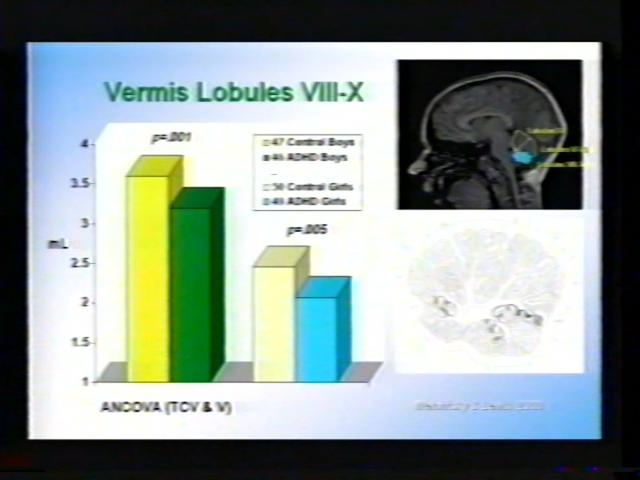 Vermis Lobules VIII-X
p=.001
47 Control Boys
46 ADHD Boys
50 Control Girls
49 ADHD Girls
p=.005
4
3.5
3
mL
2.5
2
1.5
1
ANCOVA (TCV & V)